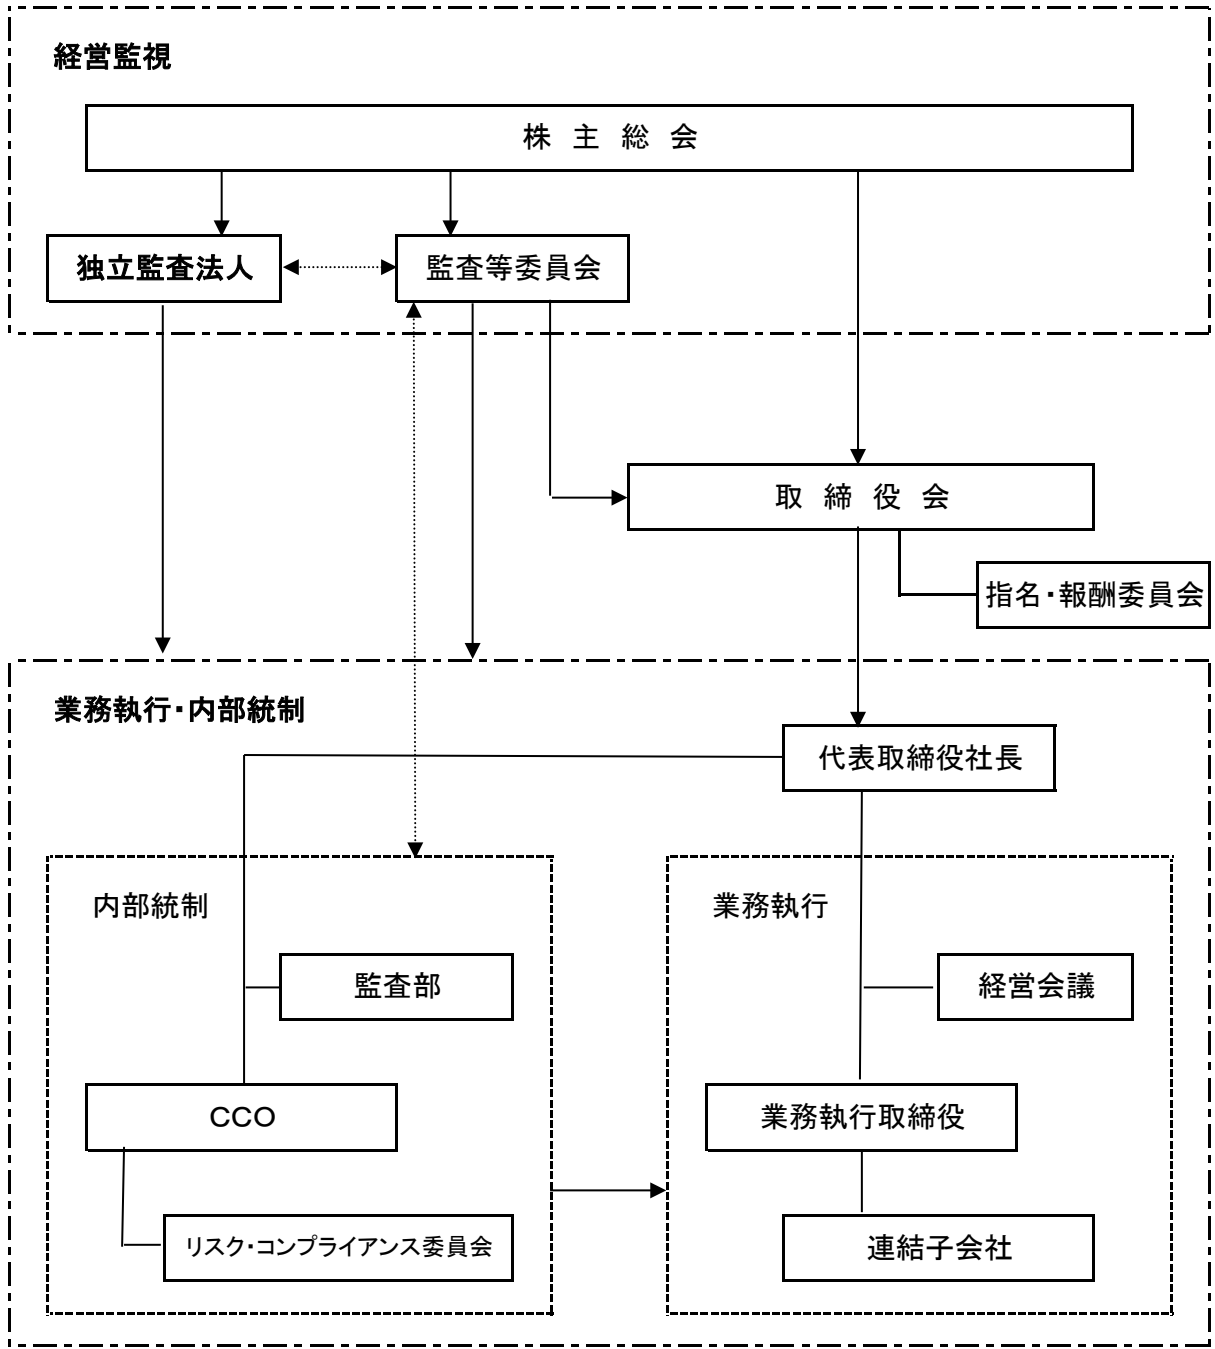 経営監視
株主総会
独立監査法人
監査等委員会
取締役会
指名・報酬委員会
業務執行・内部統制
代表取締役社長
内部統制
業務執行
監査部
経営会議
CCO
業務執行取締役
リスク・コンプライアンス委員会
連結子会社